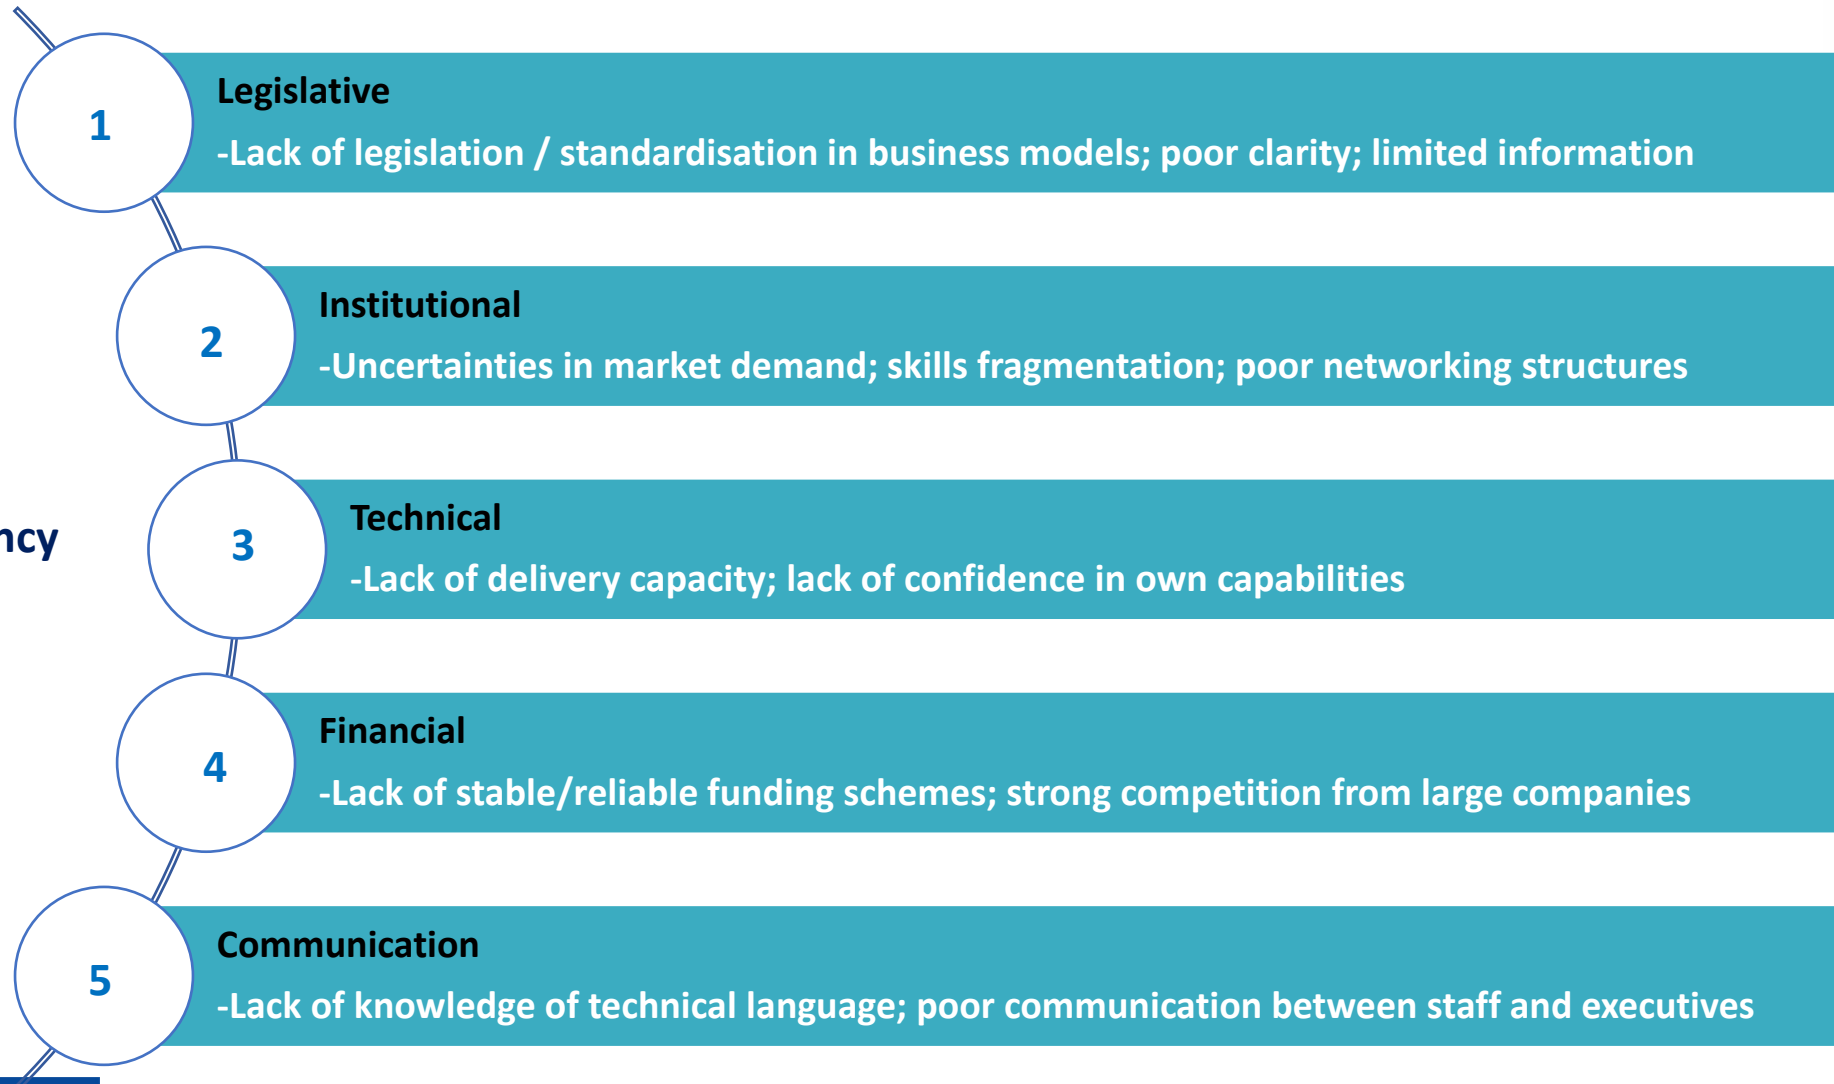 1
Legislative
-Lack of legislation / standardisation in business models; poor clarity; limited information
2
Institutional
-Uncertainties in market demand; skills fragmentation; poor networking structures
3
Technical
-Lack of delivery capacity; lack of confidence in own capabilities
4
Financial
-Lack of stable/reliable funding schemes; strong competition from large companies
5
Communication
-Lack of knowledge of technical language; poor communication between staff and executives